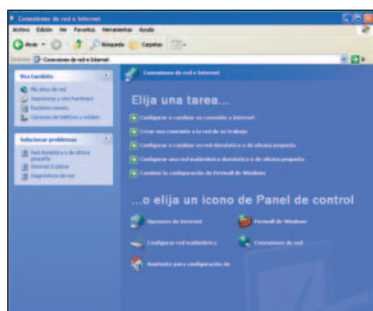 Conexiones de red e Internet
Archivo Edición Ver Favoritos Herramientas Ayuda
Atrás Búsqueda Carpetas
Conexiones de red e Internet
Vea también
Mis sitios de red
Impresoras y otro hardware
Escritorio remoto
Opciones de teléfono y módem
Solucionar problemas
Red doméstica o de oficina
pequeña
Internet Explorer
Diagnósticos de red
Conexiones de red e Internet
Elija una tarea...
Configurar o cambiar su conexión a Internet
Crear una conexión a la red de su trabajo
Configurar o cambiar su red doméstica o de oficina pequeña
Configurar una red inalámbrica doméstica o de oficina pequeña
Cambiar la configuración de Firewall de Windows
...o elija un icono de Panel de control
Opciones de Internet
Firewall de Windows
Configurar red inalámbrica
Conexiones de red
Asistente para configuración de